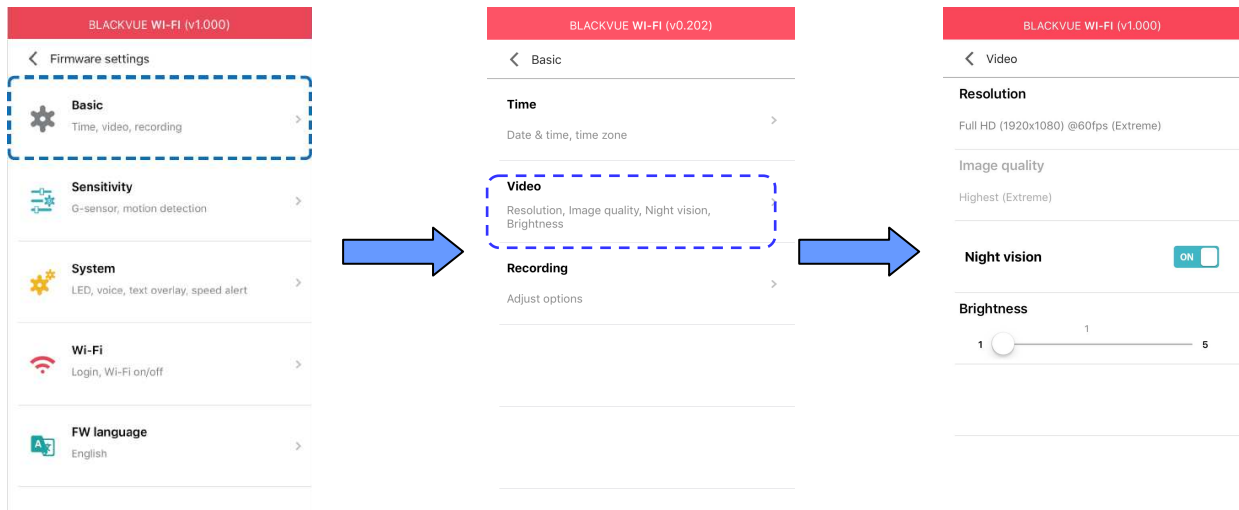 BLACKVUE WI-FI (v1.000)
Firmware settings
Basic
Time, video, recording
Sensitivity
G-sensor, motion detection
System
LED, voice, text overlay, speed alert
Wi-Fi
Login, Wi-Fi on/off
FW language
A
English
BLACKVUE WI-FI (v0.202)
Basic
Time
Date & time, time zone
Video
Resolution, Image quality, Night vision,
Brightness
Recording
Adjust options
BLACKVUE WI-FI (v1.000)
Video
Resolution
Full HD (1920x1080) @60fps (Extreme)
Image quality
Highest (Extreme)
Night vision
ON
Brightness
1
1
5